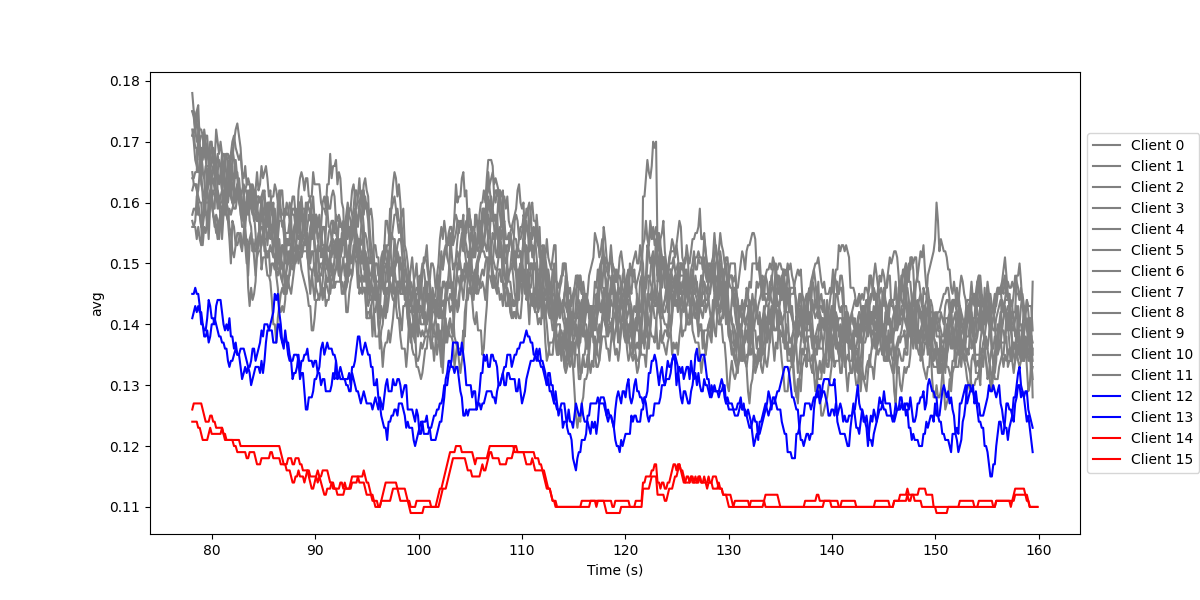 0.18
0.17
0.16
0.15
0.14
0.13
0.12
0.11
avg
80 90 100 110 120 130 140 150 160
Time (s)
Client 0
Client 1
Client 2
Client 3
Client 4
Client 5
Client 6
Client 7
Client 8
Client 9
Client 10
Client 11
Client 12
Client 13
Client 14
Client 15